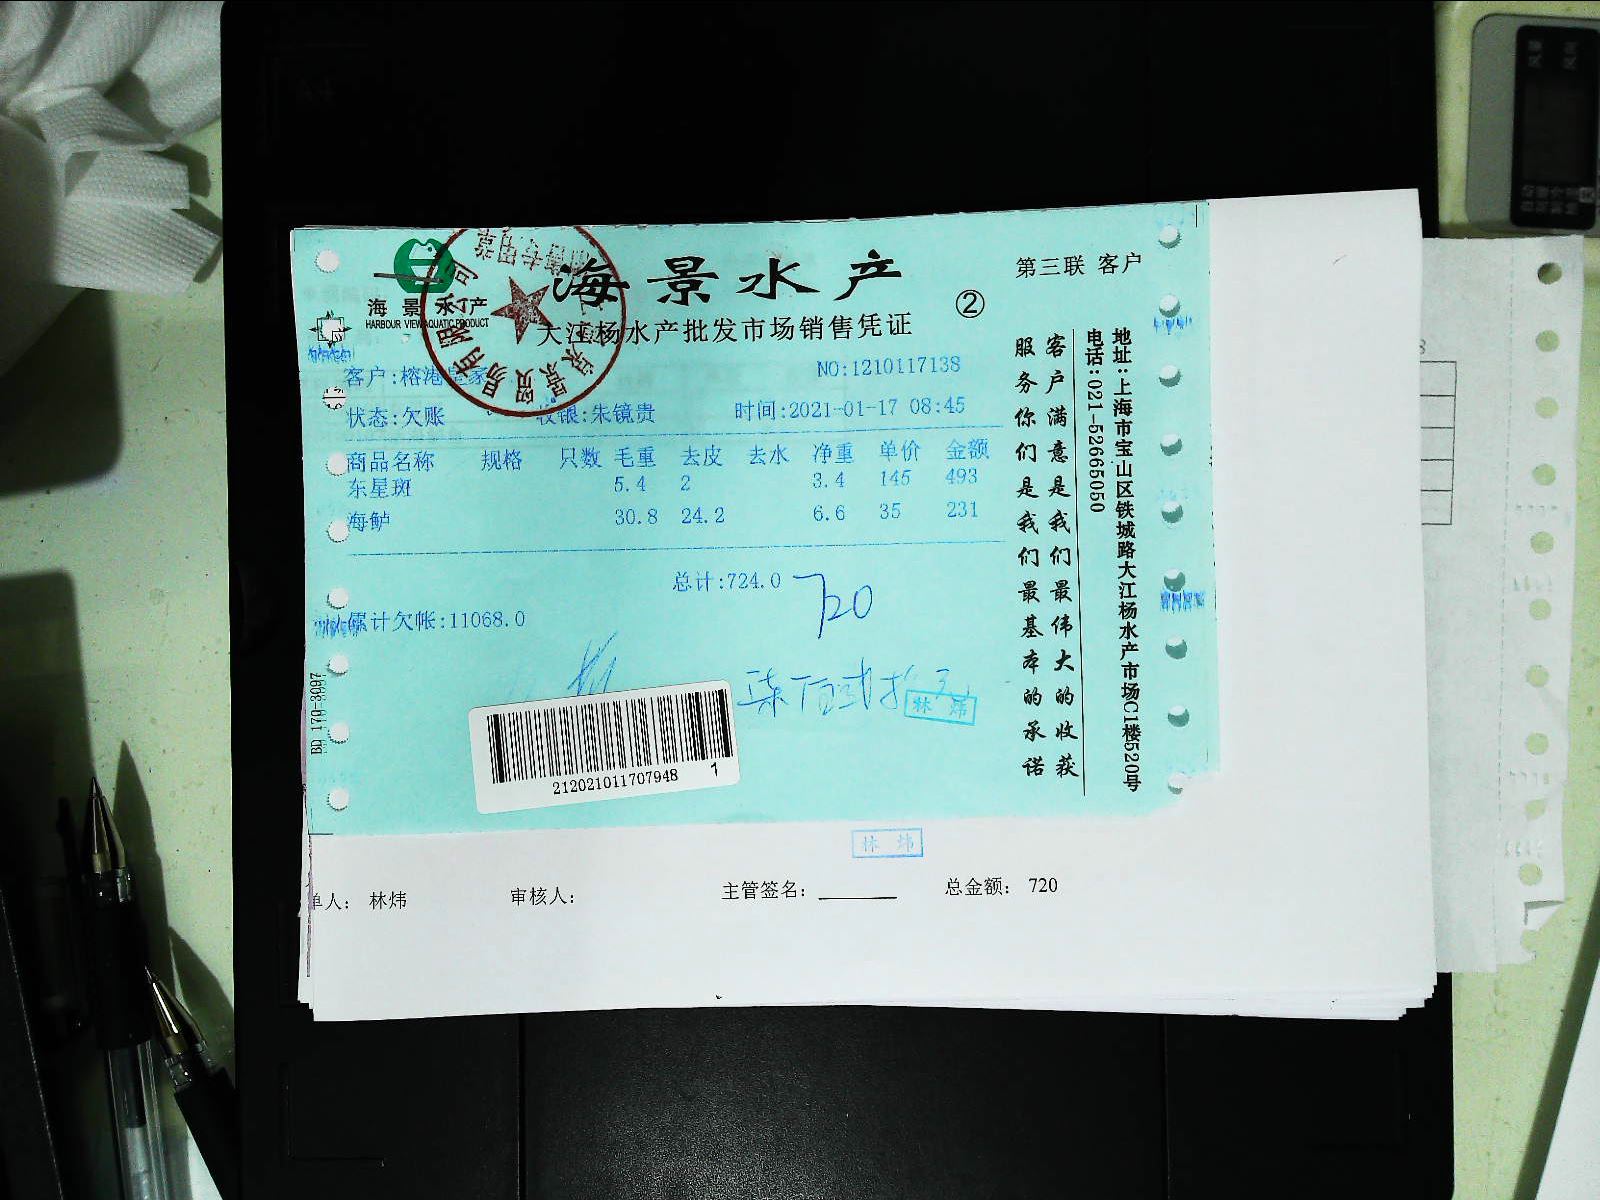 海景水产
HARBOUR VIEW AQUATIC PRODUCT
海景水产
第三联 客户
②
大江杨水产批发市场销售凭证
NO:1210117138
客户:榕港
状态:欠账 收银:朱镜贵 时间:2021-01-17 08:45
商品名称 规格 只数 毛重 去皮 去水 净重 单价 金额
东星斑 5.4 2 3.4 145 493
海鲈 30.8 24.2 6.6 35 231
总计:724.0 720
累计欠帐:11068.0
柒百贰拾元
林炜
212021011707948 1
BD 170-3097
客户满意是我们最伟大的收获
服务你们是我们最基本的承诺
地址:上海市宝山区铁城路大江杨水产市场C1楼520号
电话:021-52665050
林炜
单人: 林炜 审核人: 主管签名: 总金额: 720